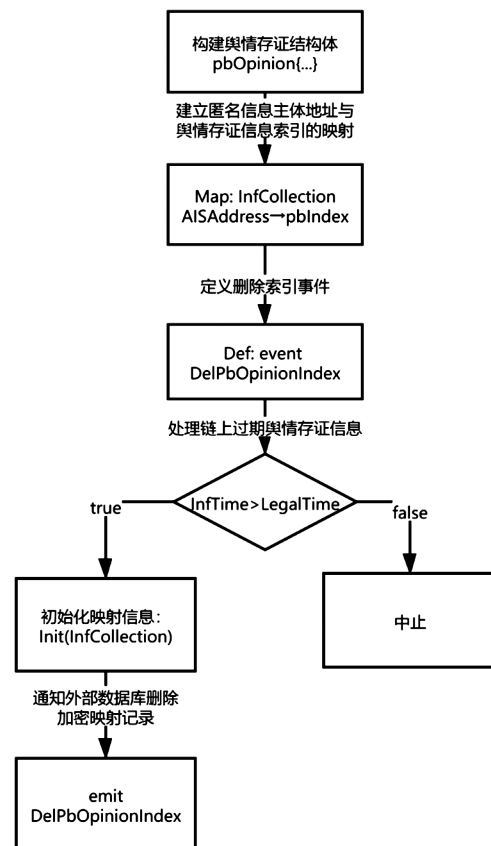 构建舆情存证结构体
pbOpinion{...}
建立匿名信息主体地址与
舆情存证信息索引的映射
Map: InfCollection
AISAddress→pbIndex
定义删除索引事件
Def: event
DelPbOpinionIndex
处理链上过期舆情存证信息
InfTime>LegalTime
true
false
初始化映射信息：
Init(InfCollection)
中止
通知外部数据库删除
加密映射记录
emit
DelPbOpinionIndex